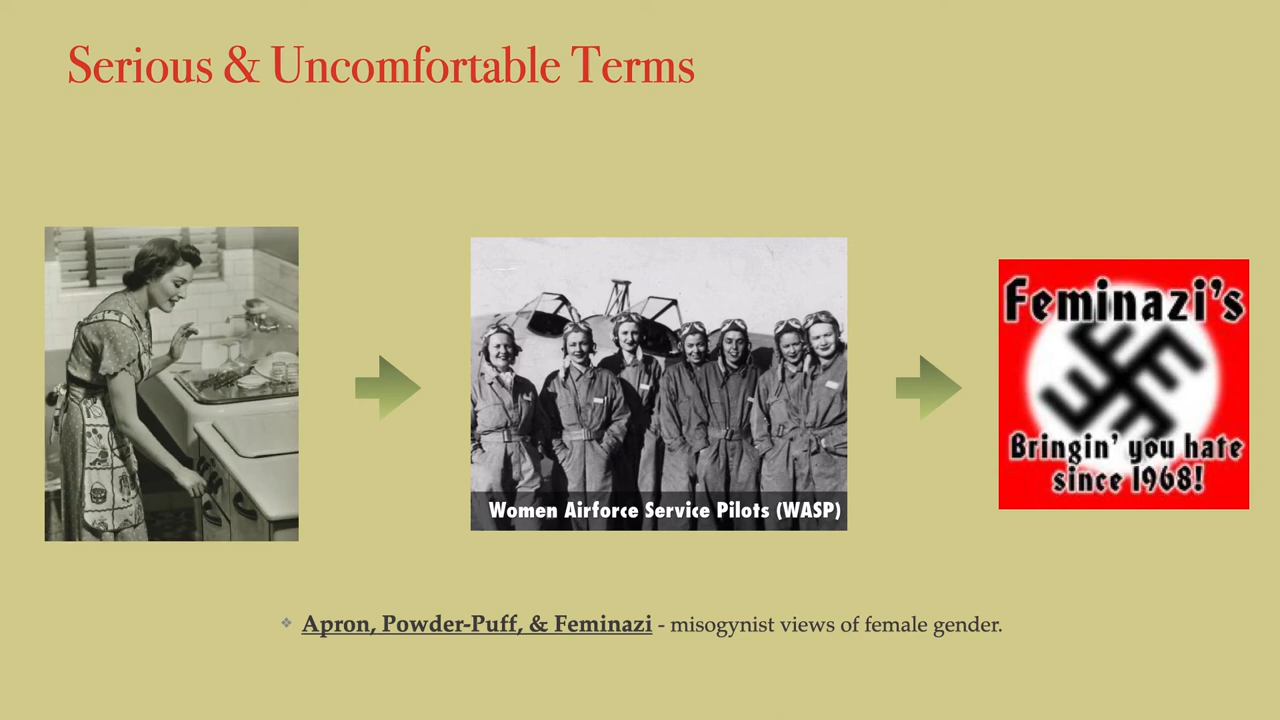 Serious & Uncomfortable Terms
Women Airforce Service Pilots (WASP)
Feminazi's
Bringin' you hate
since 1968!
Apron, Powder-Puff, & Feminazi - misogynist views of female gender.